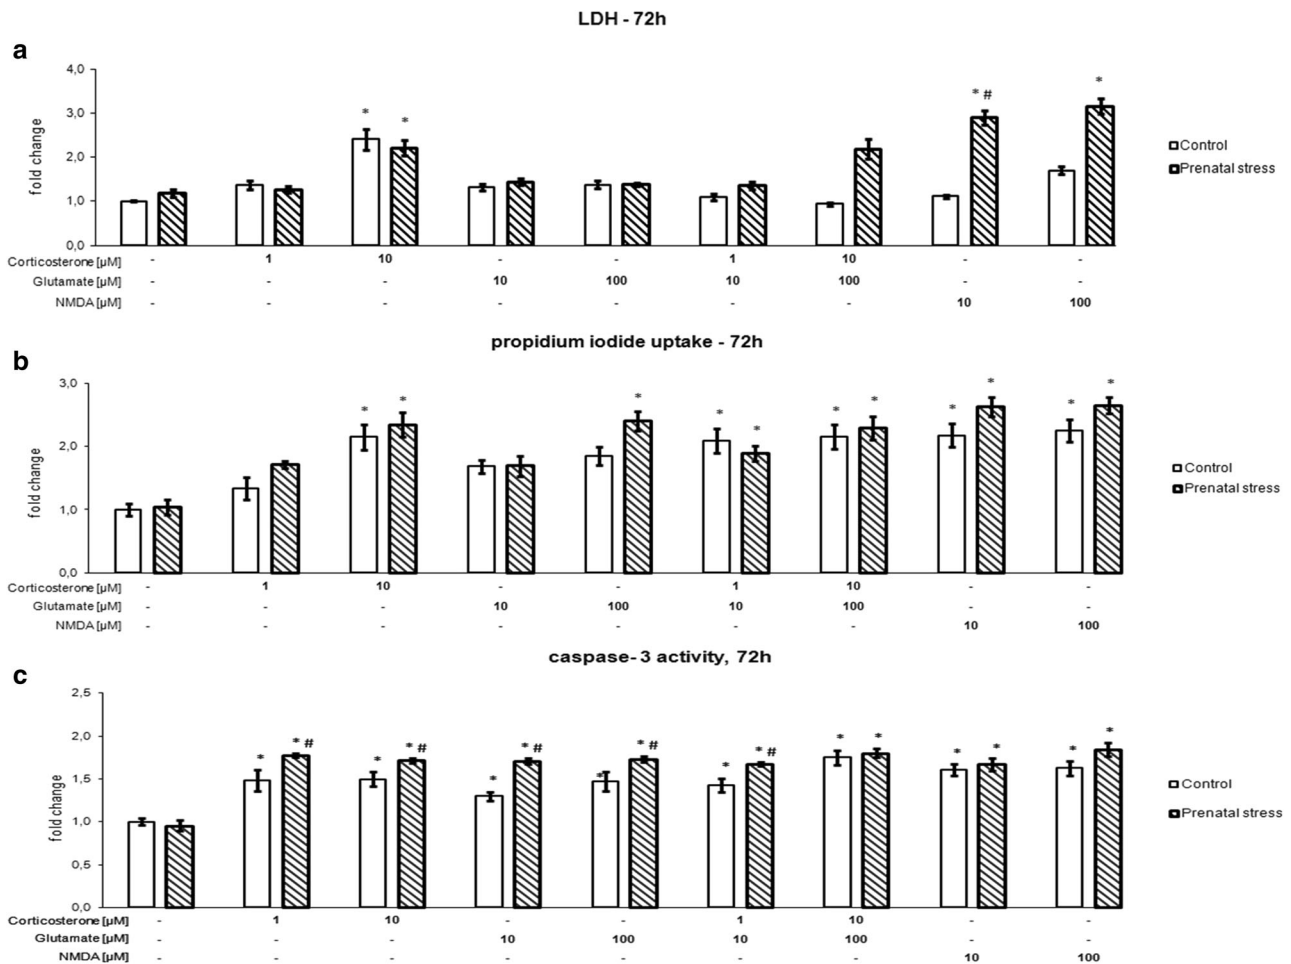 LDH - 72h
a
4,0
3,0
2,0
1,0
0,0
fold change
* * * # *
Control
Prenatal stress
Corticosterone [µM] - 1 10 - - 1 10 - -
Glutamate [µM] - - - 10 100 10 100 - -
NMDA [µM] - - - - - - - 10 100
propidium iodide uptake - 72h
b
3,0
2,0
1,0
0,0
fold change
* * * * * * * * * * *
Control
Prenatal stress
Corticosterone [µM] - 1 10 - - 1 10 - -
Glutamate [µM] - - - 10 100 10 100 - -
NMDA [µM] - - - - - - - 10 100
caspase- 3 activity, 72h
c
2,5
2,0
1,5
1,0
0,5
0,0
fold change
* * # * * # * * # * * # * * # * * * * * *
Control
Prenatal stress
Corticosterone [µM] - 1 10 - - 1 10 - -
Glutamate [µM] - - - 10 100 10 100 - -
NMDA [µM] - - - - - - - 10 100